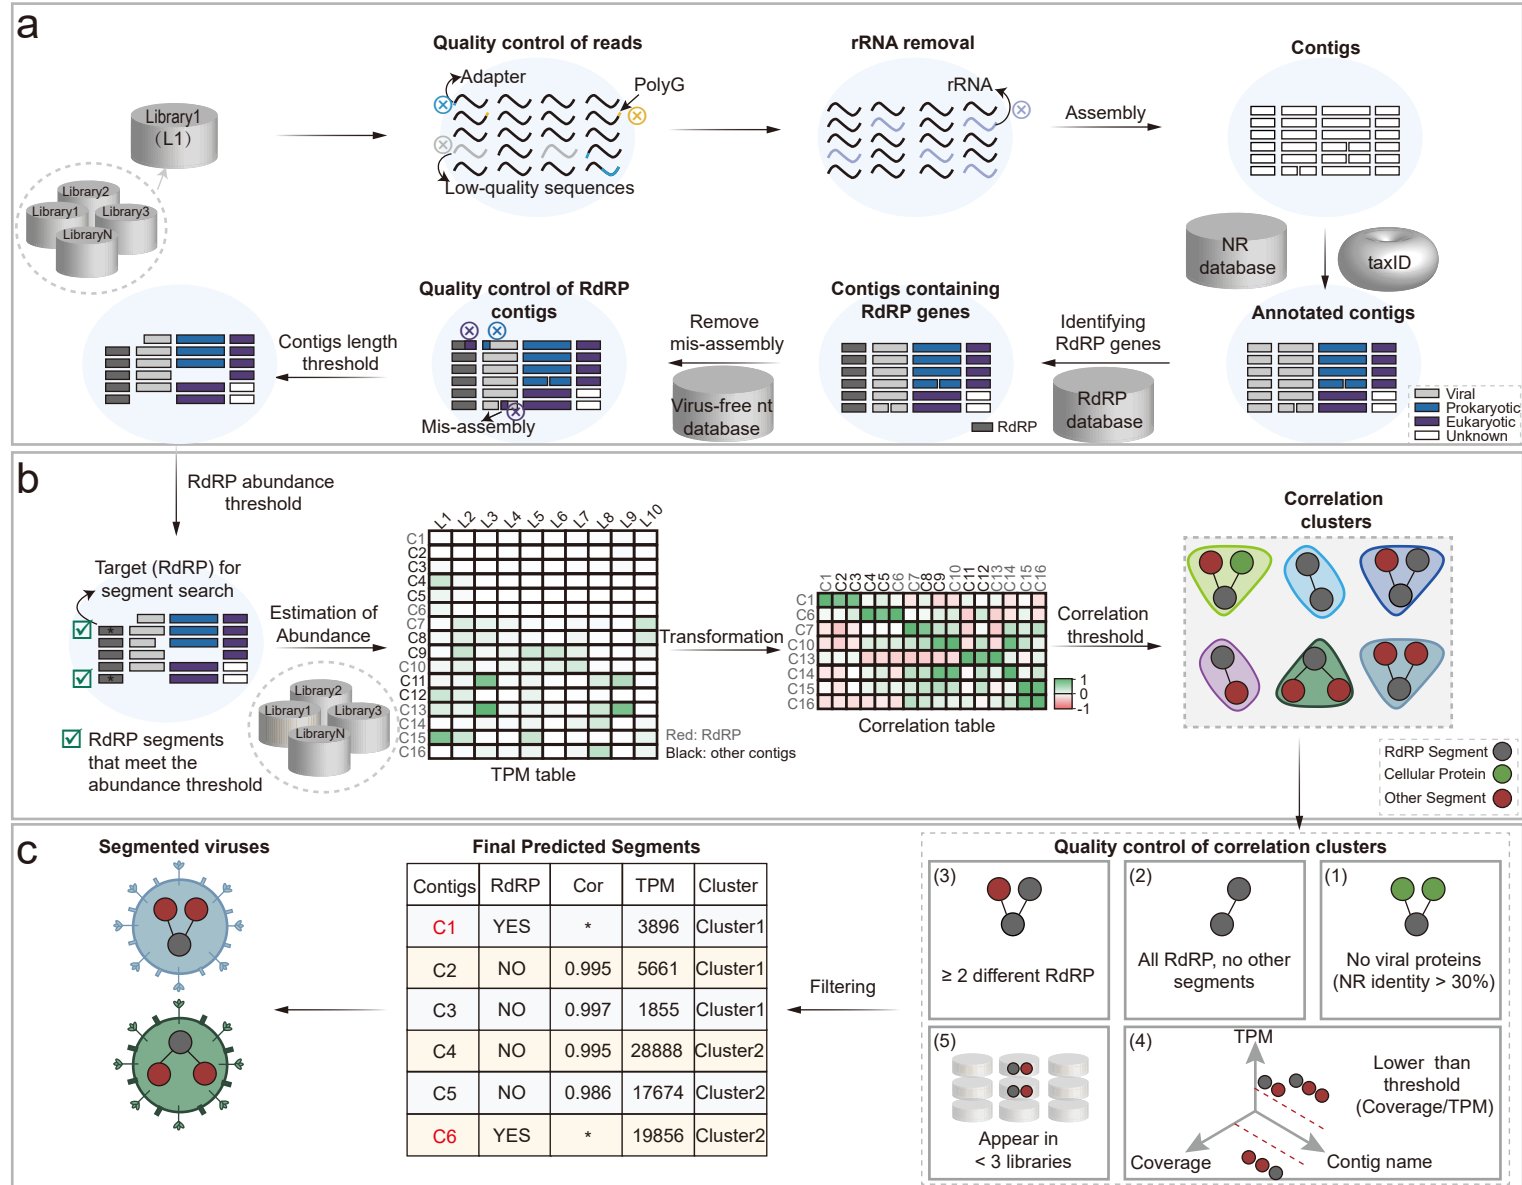 a
Quality control of reads
rRNA removal
Contigs
Adapter
PolyG
rRNA
Low-quality sequences
Library1
(L1)
Assembly
Library2
Library1
Library3
LibraryN
NR
database
taxID
Quality control of RdRP
contigs
Contigs containing
RdRP genes
Annotated contigs
Contigs length
threshold
Remove
mis-assembly
Identifying
RdRP genes
Virus-free nt
database
RdRP
database
Mis-assembly
RdRP
Viral
Prokaryotic
Eukaryotic
Unknown
b
RdRP abundance
threshold
Target (RdRP) for
segment search
* 
*
RdRP segments
that meet the
abundance threshold
Estimation of
Abundance
Library2
Library1
Library3
LibraryN
L1 L2 L3 L4 L5 L6 L7 L8 L9 L10
C1
C2
C3
C4
C5
C6
C7
C8
C9
C10
C11
C12
C13
C14
C15
C16
TPM table
Red: RdRP
Black: other contigs
Transformation
C1 C2 C3 C4 C5 C6 C7 C8 C9 C10 C11 C12 C13 C14 C15 C16
C1
C6
C7
C10
C13
C14
C15
C16
Correlation table
1
0
-1
Correlation
threshold
Correlation
clusters
RdRP Segment
Cellular Protein
Other Segment
c
Segmented viruses
Final Predicted Segments
Contigs RdRP Cor TPM Cluster
C1 YES * 3896 Cluster1
C2 NO 0.995 5661 Cluster1
C3 NO 0.997 1855 Cluster1
C4 NO 0.995 28888 Cluster2
C5 NO 0.986 17674 Cluster2
C6 YES * 19856 Cluster2
Filtering
Quality control of correlation clusters
(3)
≥ 2 different RdRP
(2)
All RdRP, no other
segments
(1)
No viral proteins
(NR identity > 30%)
(5)
Appear in
< 3 libraries
(4)
TPM
Lower than
threshold
(Coverage/TPM)
Coverage
Contig name